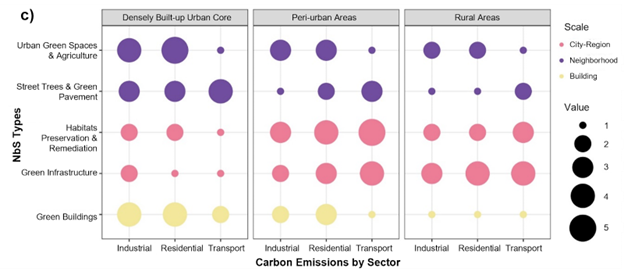 c)
Densely Built-up Urban Core
Peri-urban Areas
Rural Areas
NbS Types
Urban Green Spaces
& Agriculture
Street Trees & Green
Pavement
Habitats
Preservation &
Remediation
Green Infrastructure
Green Buildings
Industrial Residential Transport
Industrial Residential Transport
Industrial Residential Transport
Carbon Emissions by Sector
Scale
City-Region
Neighborhood
Building
Value
1
2
3
4
5